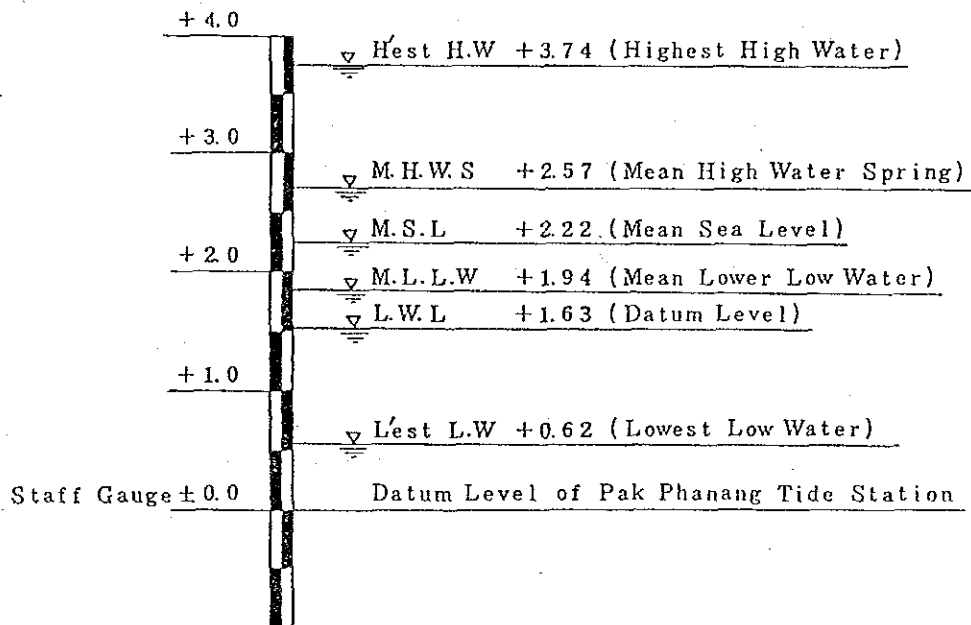 +4.0
H'est H.W +3.74 (Highest High Water)
+3.0
M.H.W.S +2.57 (Mean High Water Spring)
M.S.L +2.22 (Mean Sea Level)
+2.0
M.L.L.W +1.94 (Mean Lower Low Water)
L.W.L +1.63 (Datum Level)
+1.0
L'est L.W +0.62 (Lowest Low Water)
Staff Gauge ±0.0 Datum Level of Pak Phanang Tide Station